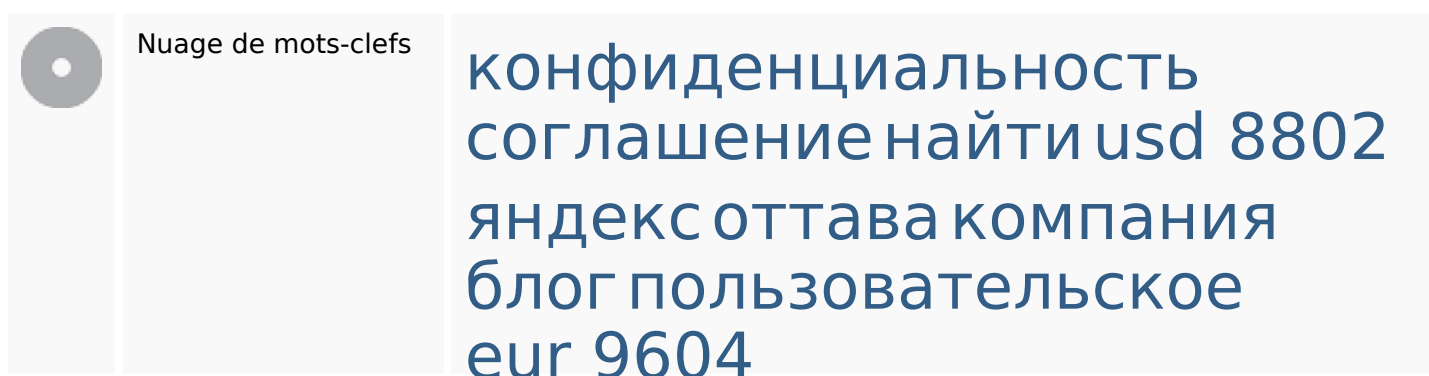 Nuage de mots-clefs
конфиденциальность
соглашение найти usd 8802
яндекс оттава компания
блог пользовательское
eur 9604